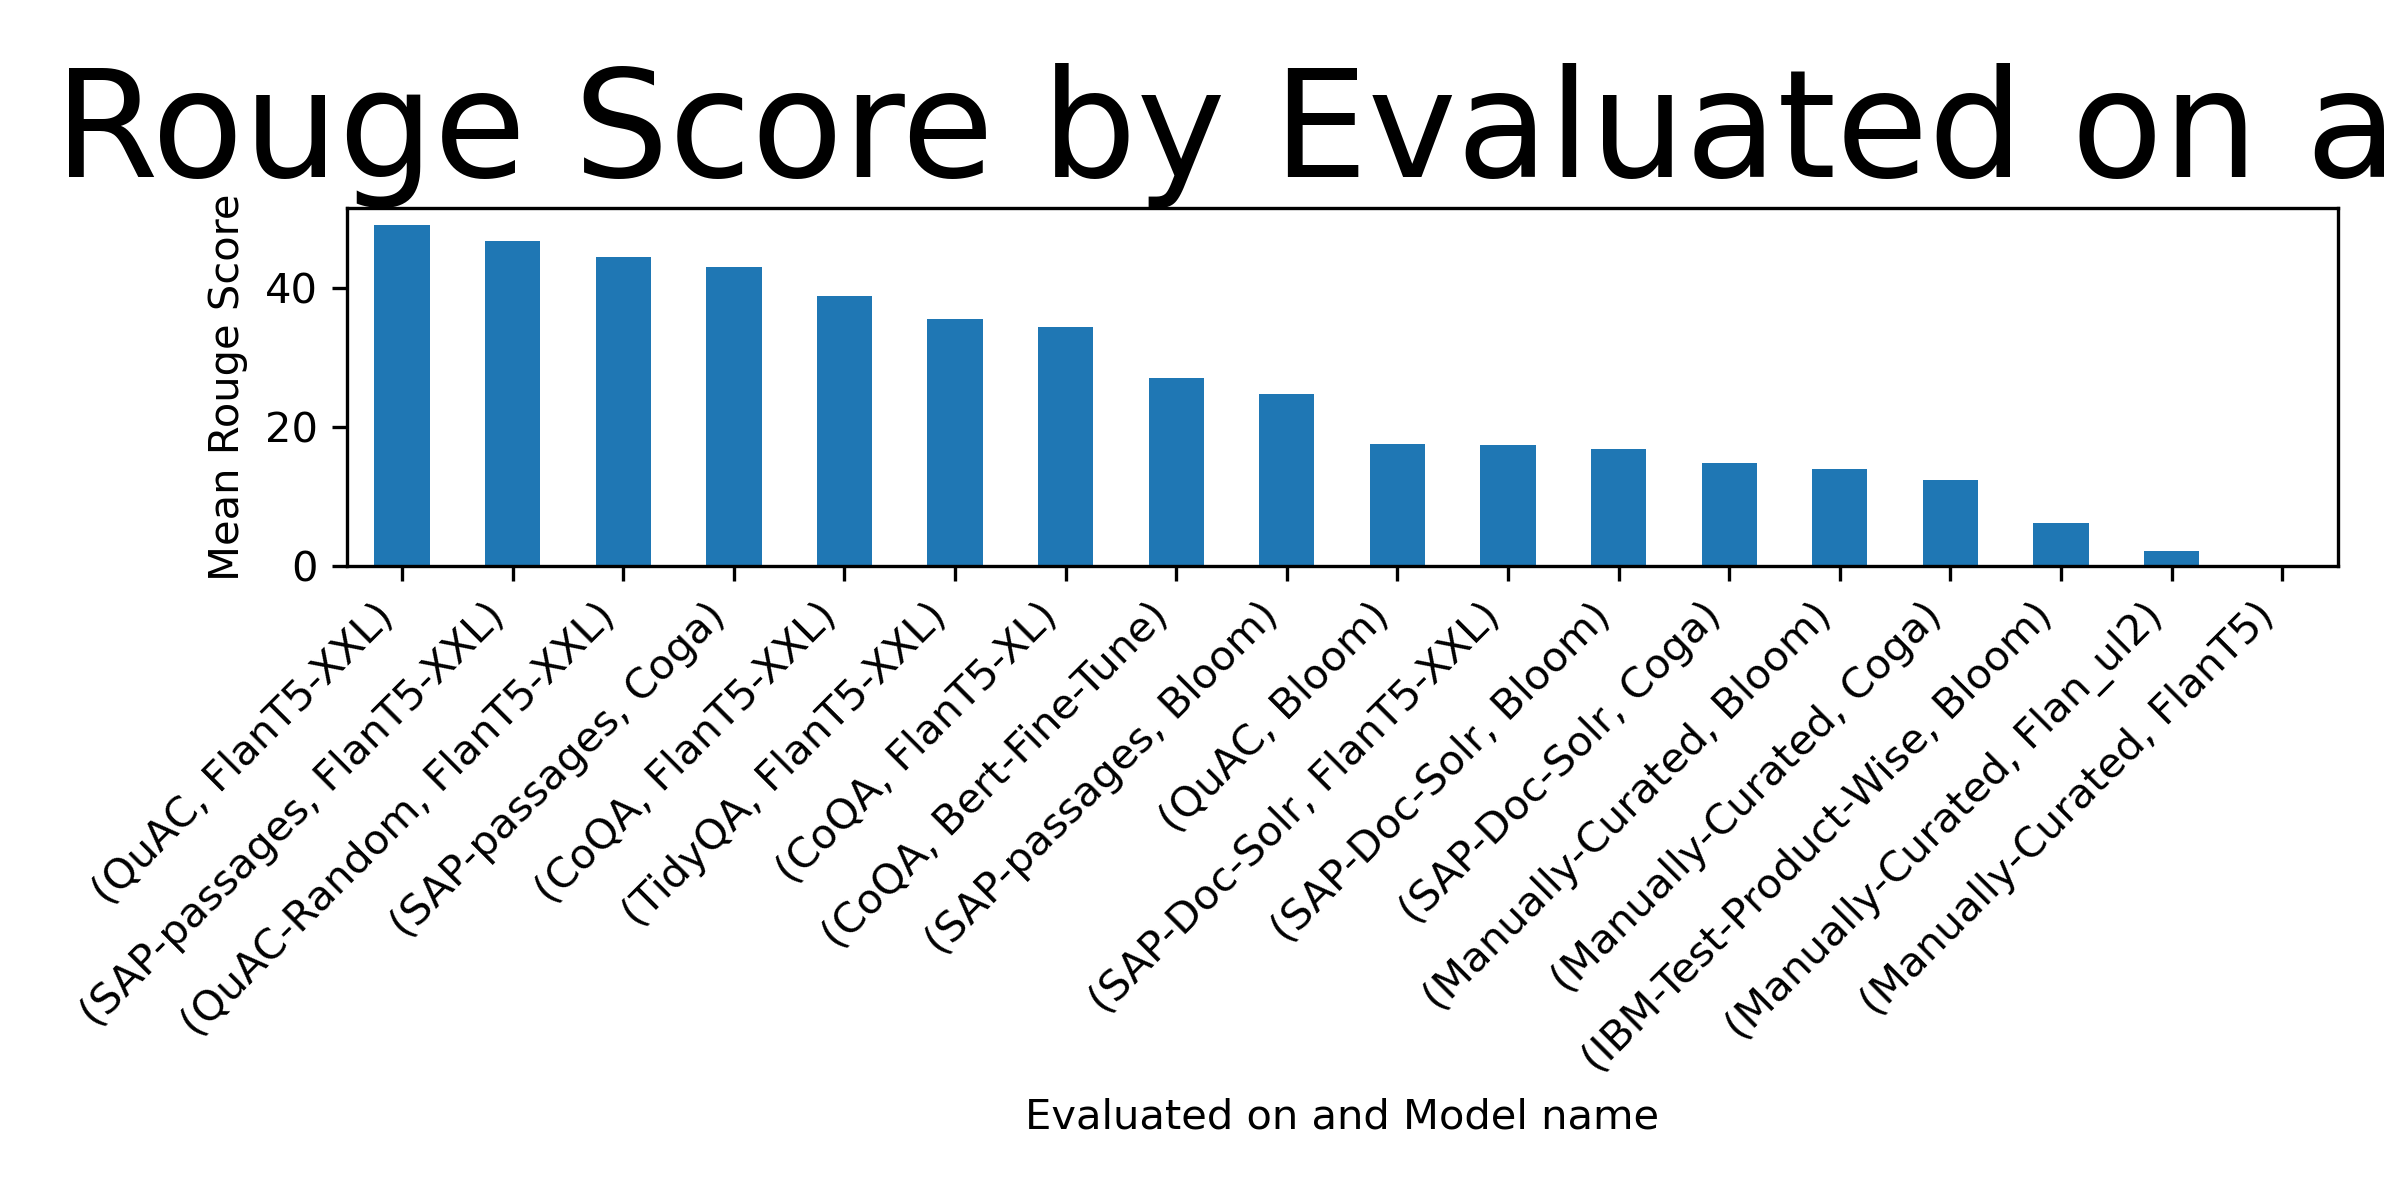 Rouge Score by Evaluated on a
Mean Rouge Score
40
20
0
(QuAC, FlanT5-XXL)
(SAP-passages, FlanT5-XXL)
(QuAC-Random, FlanT5-XXL)
(SAP-passages, Coga)
(CoQA, FlanT5-XXL)
(TidyQA, FlanT5-XXL)
(CoQA, FlanT5-XL)
(CoQA, Bert-Fine-Tune)
(SAP-passages, Bloom)
(QuAC, Bloom)
(SAP-Doc-Solr, FlanT5-XXL)
(SAP-Doc-Solr, Bloom)
(SAP-Doc-Solr, Coga)
(Manually-Curated, Bloom)
(Manually-Curated, Coga)
(IBM-Test-Product-Wise, Bloom)
(Manually-Curated, Flan_ul2)
(Manually-Curated, FlanT5)
Evaluated on and Model name